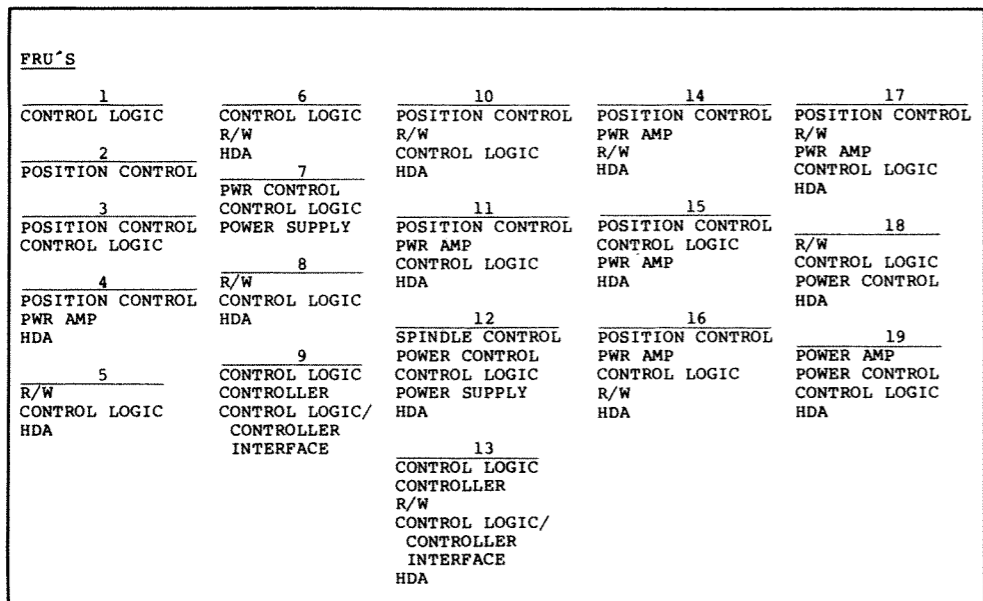 FRU´S
1
CONTROL LOGIC
2
POSITION CONTROL
3
POSITION CONTROL
CONTROL LOGIC
4
POSITION CONTROL
PWR AMP
HDA
5
R/W
CONTROL LOGIC
HDA
6
CONTROL LOGIC
R/W
HDA
7
PWR CONTROL
CONTROL LOGIC
POWER SUPPLY
8
R/W
CONTROL LOGIC
HDA
9
CONTROL LOGIC
CONTROLLER
CONTROL LOGIC/
CONTROLLER
INTERFACE
10
POSITION CONTROL
R/W
CONTROL LOGIC
HDA
11
POSITION CONTROL
PWR AMP
CONTROL LOGIC
HDA
12
SPINDLE CONTROL
POWER CONTROL
CONTROL LOGIC
POWER SUPPLY
HDA
13
CONTROL LOGIC
CONTROLLER
R/W
CONTROL LOGIC/
CONTROLLER
INTERFACE
HDA
14
POSITION CONTROL
PWR AMP
R/W
HDA
15
POSITION CONTROL
CONTROL LOGIC
PWR AMP
HDA
16
POSITION CONTROL
PWR AMP
CONTROL LOGIC
R/W
HDA
17
POSITION CONTROL
R/W
PWR AMP
CONTROL LOGIC
HDA
18
R/W
CONTROL LOGIC
POWER CONTROL
HDA
19
POWER AMP
POWER CONTROL
CONTROL LOGIC
HDA